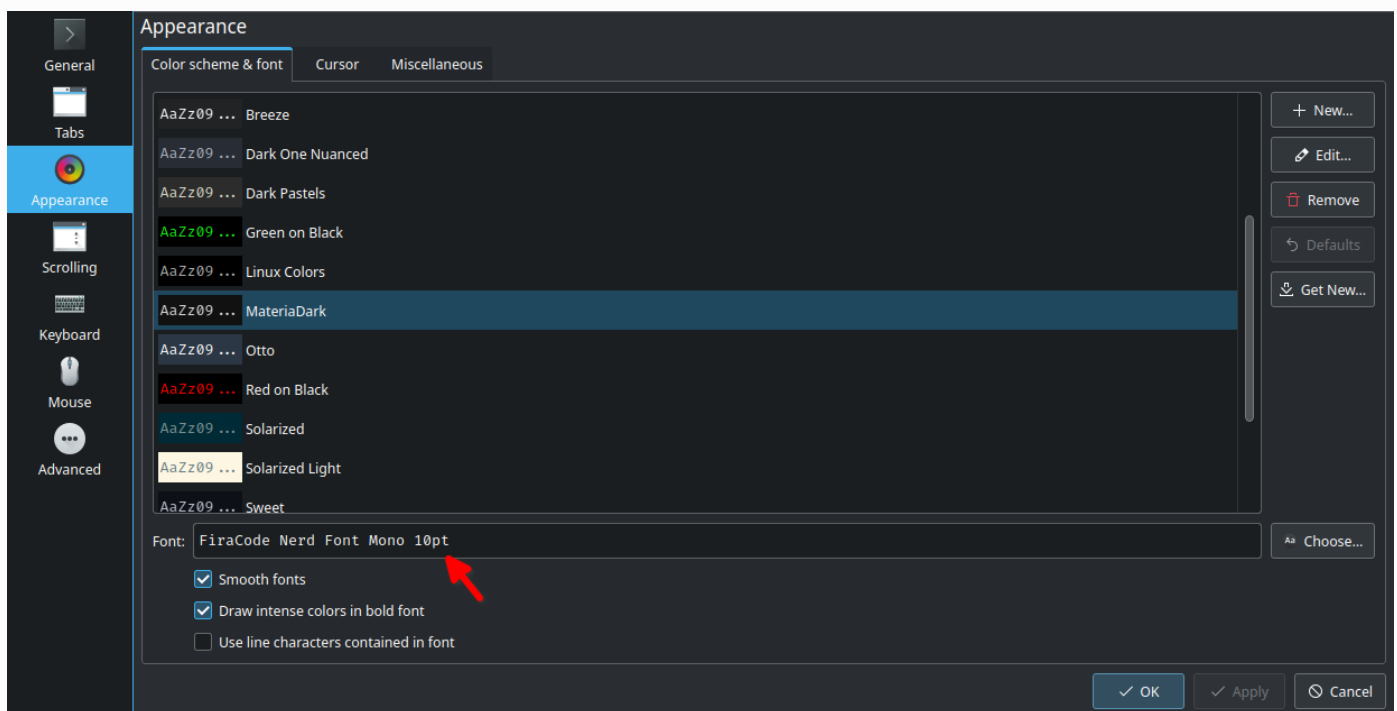 Appearance
General
Tabs
Appearance
Scrolling
Keyboard
Mouse
Advanced
Color scheme & font Cursor Miscellaneous
AaZz09 ... Breeze
AaZz09 ... Dark One Nuanced
AaZz09 ... Dark Pastels
AaZz09 ... Green on Black
AaZz09 ... Linux Colors
AaZz09 ... MateriaDark
AaZz09 ... Otto
AaZz09 ... Red on Black
AaZz09 ... Solarized
AaZz09 ... Solarized Light
AaZz09 ... Sweet
New...
Edit...
Remove
Defaults
Get New...
Font: FiraCode Nerd Font Mono 10pt Aa Choose...
Smooth fonts
Draw intense colors in bold font
Use line characters contained in font
OK Apply Cancel